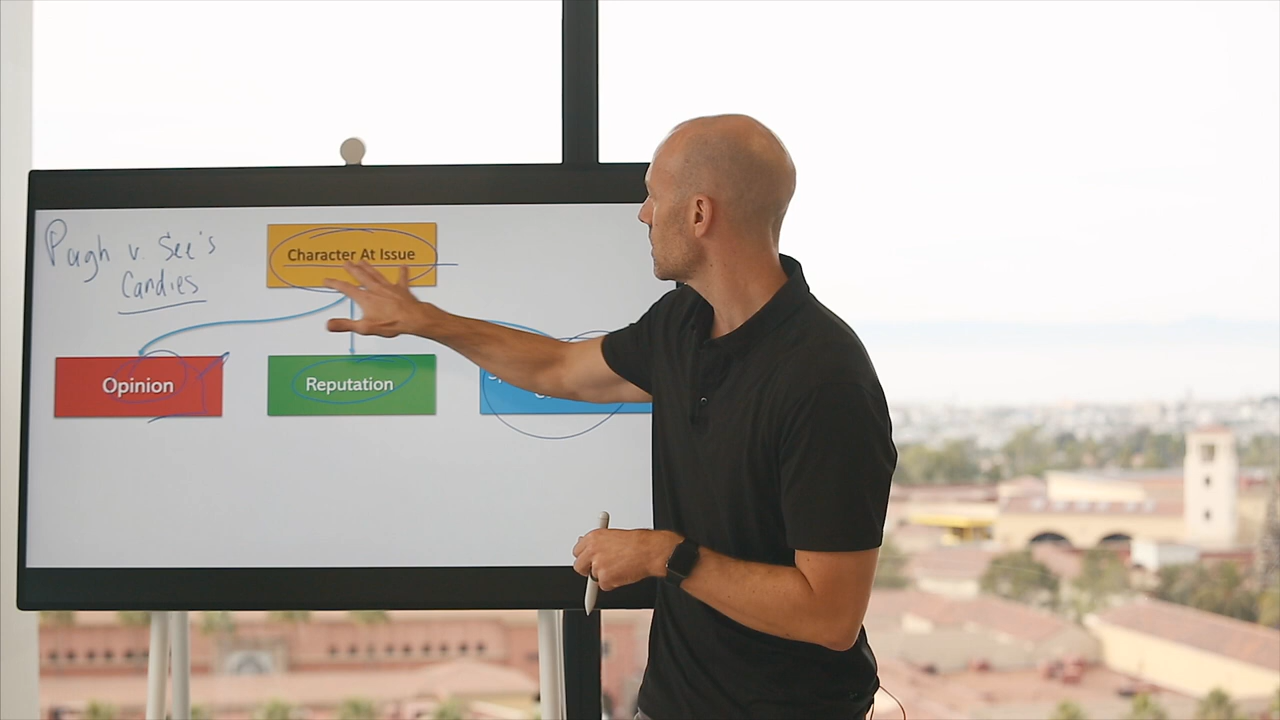 Pugh v. See's
Candies
Character At Issue
Opinion
Reputation